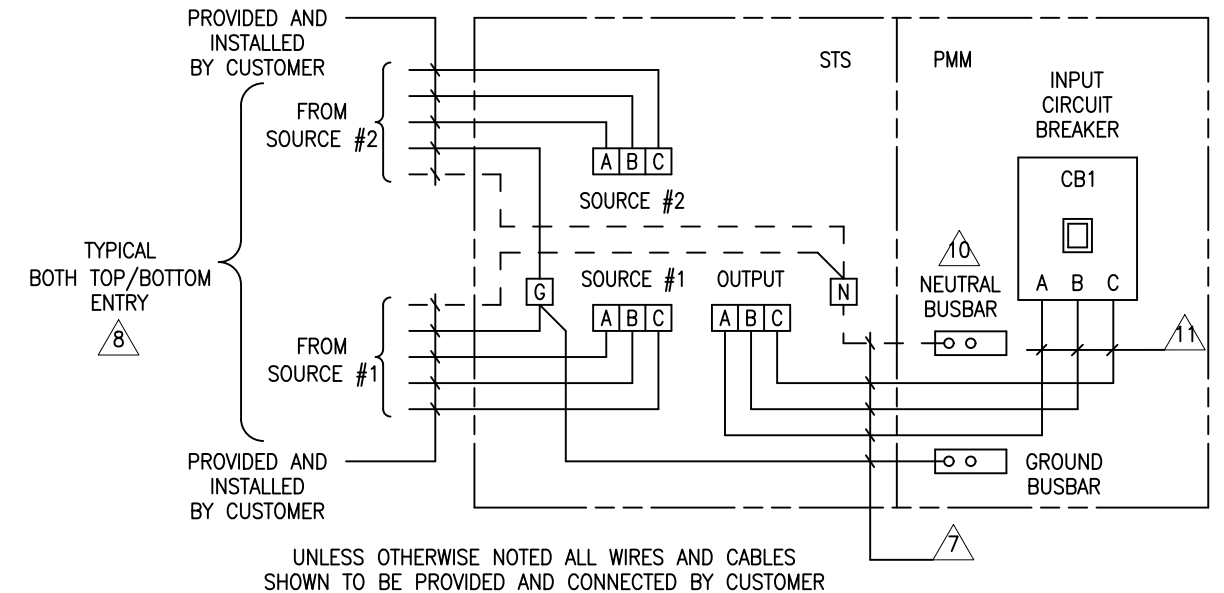 PROVIDED AND
INSTALLED
BY CUSTOMER
FROM
SOURCE #2
STS
PMM
INPUT
CIRCUIT
BREAKER
CB1
A B C
SOURCE #2
TYPICAL
BOTH TOP/BOTTOM
ENTRY
8
G
SOURCE #1
A B C
OUTPUT
A B C
N
10
NEUTRAL
BUSBAR
A B C
11
FROM
SOURCE #1
PROVIDED AND
INSTALLED
BY CUSTOMER
GROUND
BUSBAR
7
UNLESS OTHERWISE NOTED ALL WIRES AND CABLES
SHOWN TO BE PROVIDED AND CONNECTED BY CUSTOMER